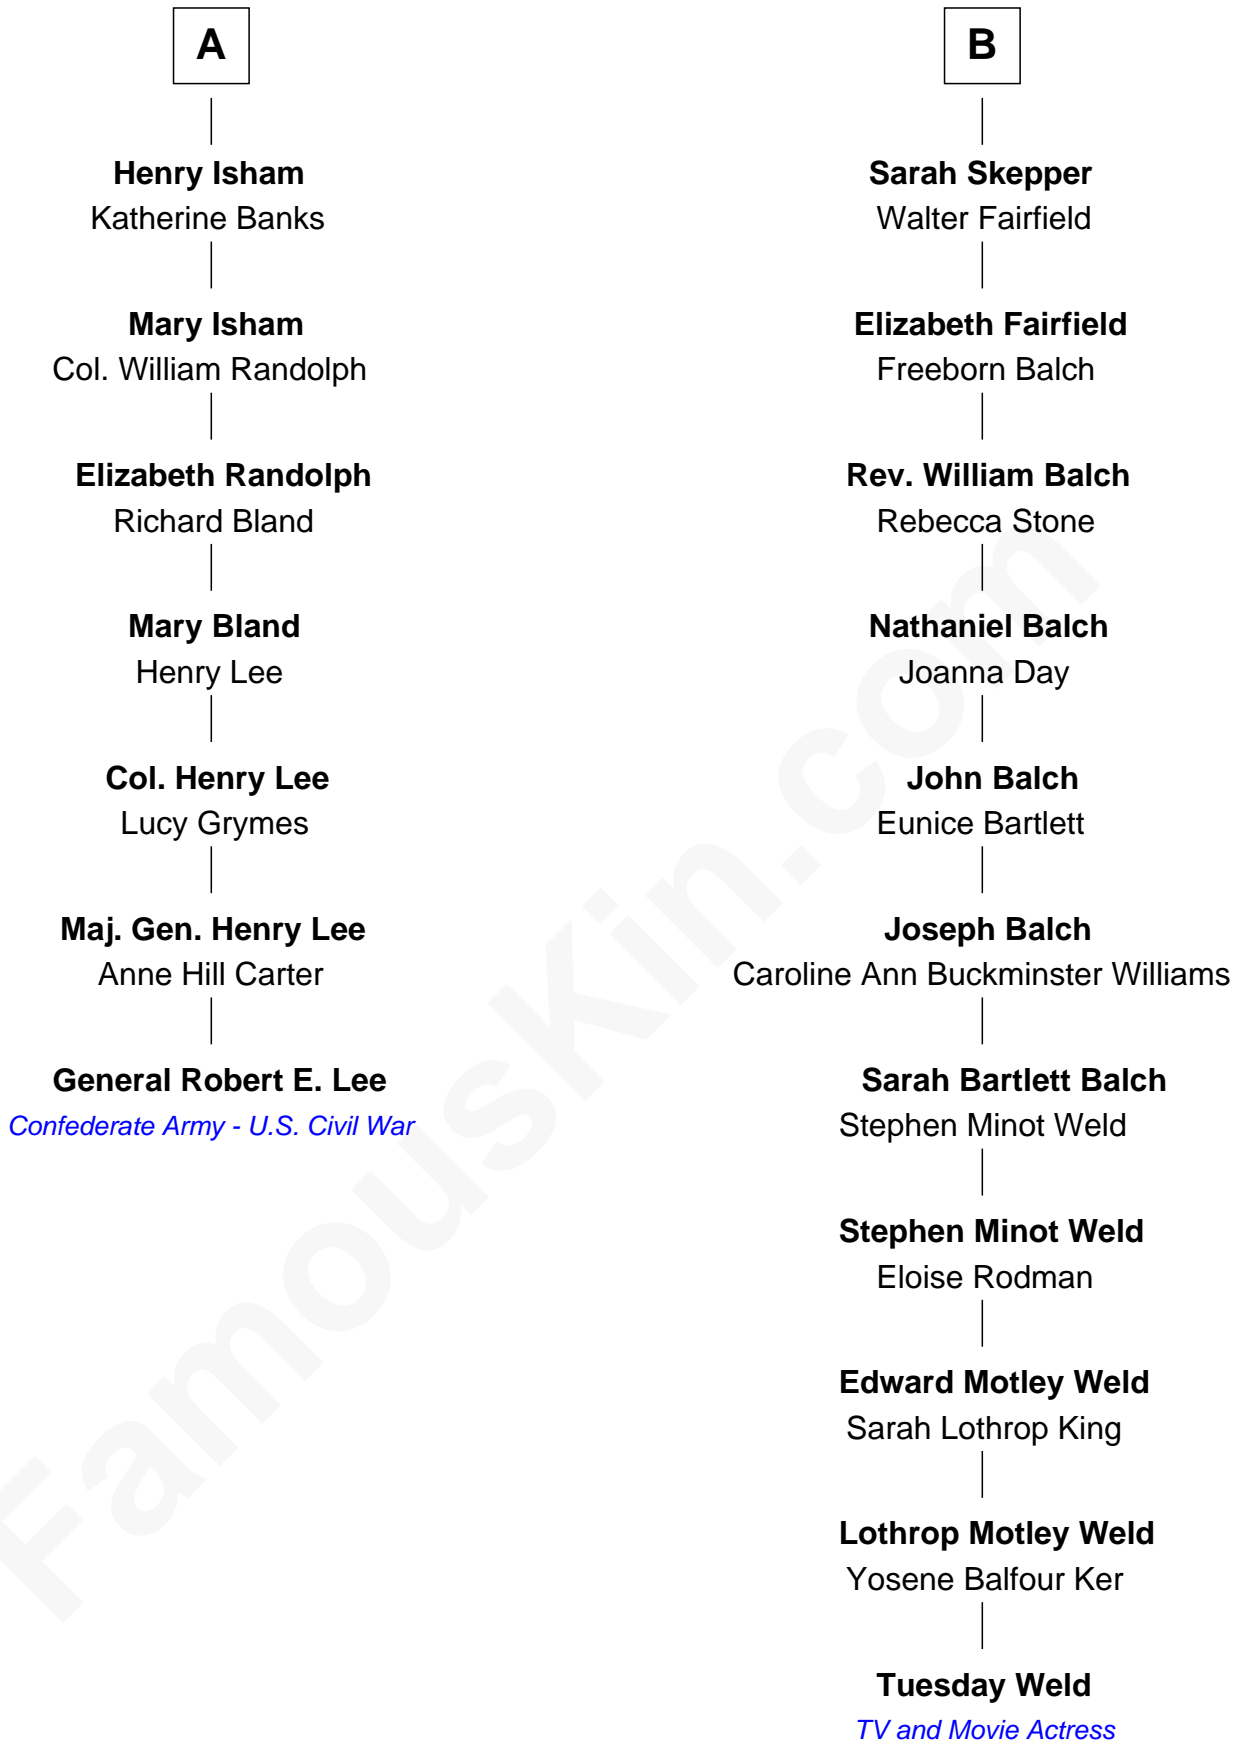 A
Henry Isham
Katherine Banks
Mary Isham
Col. William Randolph
Elizabeth Randolph
Richard Bland
Mary Bland
Henry Lee
Col. Henry Lee
Lucy Grymes
Maj. Gen. Henry Lee
Anne Hill Carter
General Robert E. Lee
Confederate Army - U.S. Civil War
B
Sarah Skepper
Walter Fairfield
Elizabeth Fairfield
Freeborn Balch
Rev. William Balch
Rebecca Stone
Nathaniel Balch
Joanna Day
John Balch
Eunice Bartlett
Joseph Balch
Caroline Ann Buckminster Williams
Sarah Bartlett Balch
Stephen Minot Weld
Stephen Minot Weld
Eloise Rodman
Edward Motley Weld
Sarah Lothrop King
Lothrop Motley Weld
Yosene Balfour Ker
Tuesday Weld
TV and Movie Actress
FamousKin.com